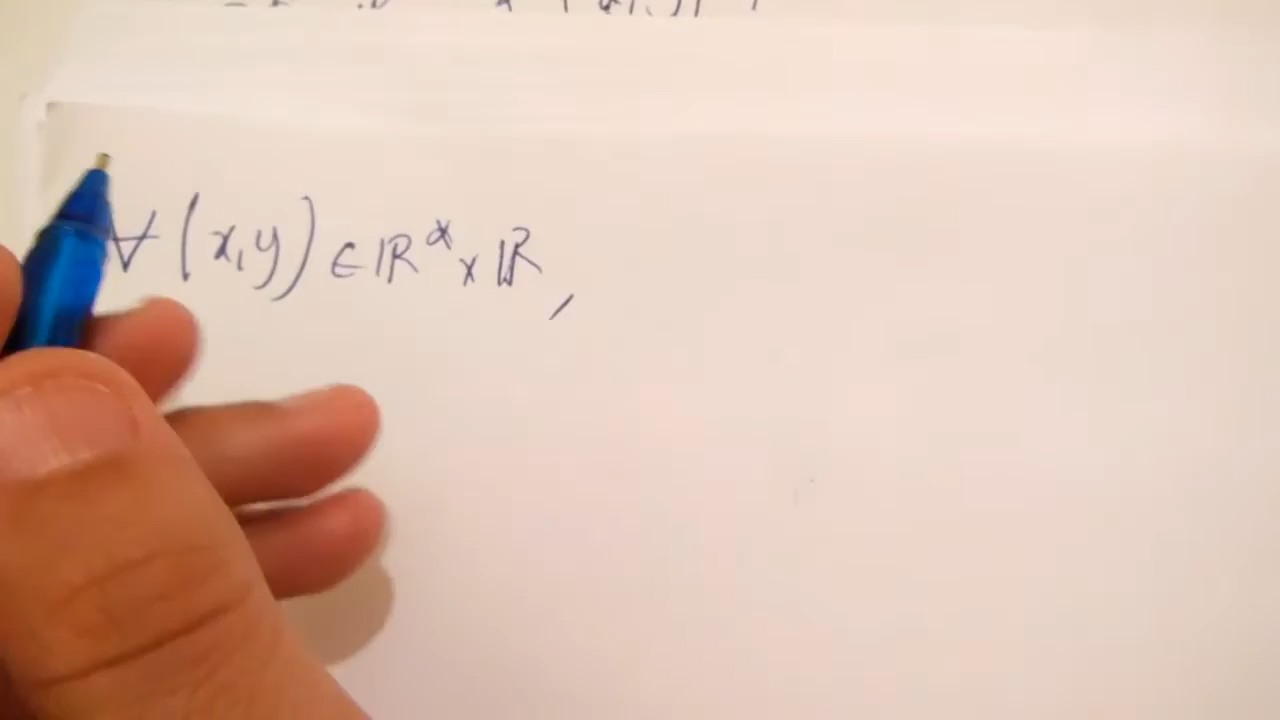 ∀ (x,y) ∈ ℝ* × ℝ,